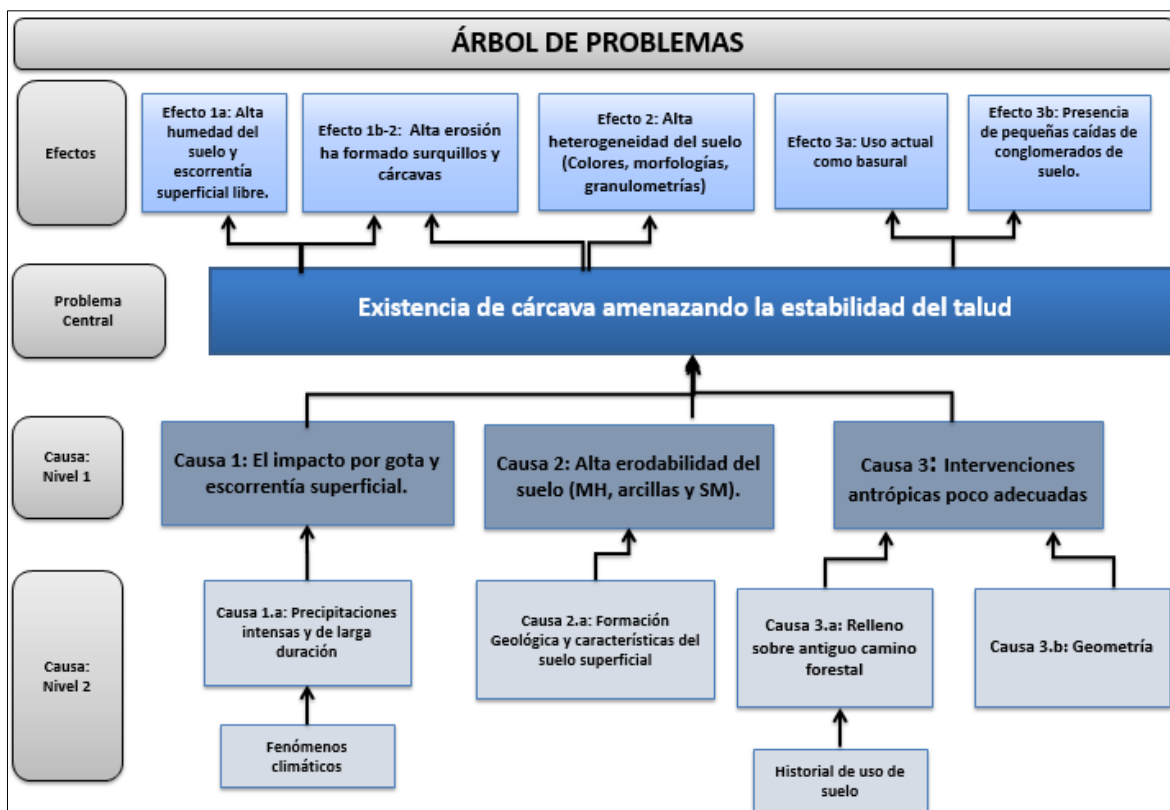 ÁRBOL DE PROBLEMAS
Efectos
Efecto 1a: Alta
humedad del
suelo y
escorrentía
superficial libre.
Efecto 1b-2: Alta erosión
ha formado surquillos y
cárcavas
Efecto 2: Alta
heterogeneidad del suelo
(Colores, morfologías,
granulometrías)
Efecto 3a: Uso actual
como basural
Efecto 3b: Presencia
de pequeñas caídas de
conglomerados de
suelo.
Problema
Central
Existencia de cárcava amenazando la estabilidad del talud
Causa:
Nivel 1
Causa 1: El impacto por gota y
escorrentía superficial.
Causa 2: Alta erodabilidad del
suelo (MH, arcillas y SM).
Causa 3: Intervenciones
antrópicas poco adecuadas
Causa:
Nivel 2
Causa 1.a: Precipitaciones
intensas y de larga
duración
Causa 2.a: Formación
Geológica y características del
suelo superficial
Causa 3.a: Relleno
sobre antiguo camino
forestal
Causa 3.b: Geometría
Fenómenos
climáticos
Historial de uso de
suelo